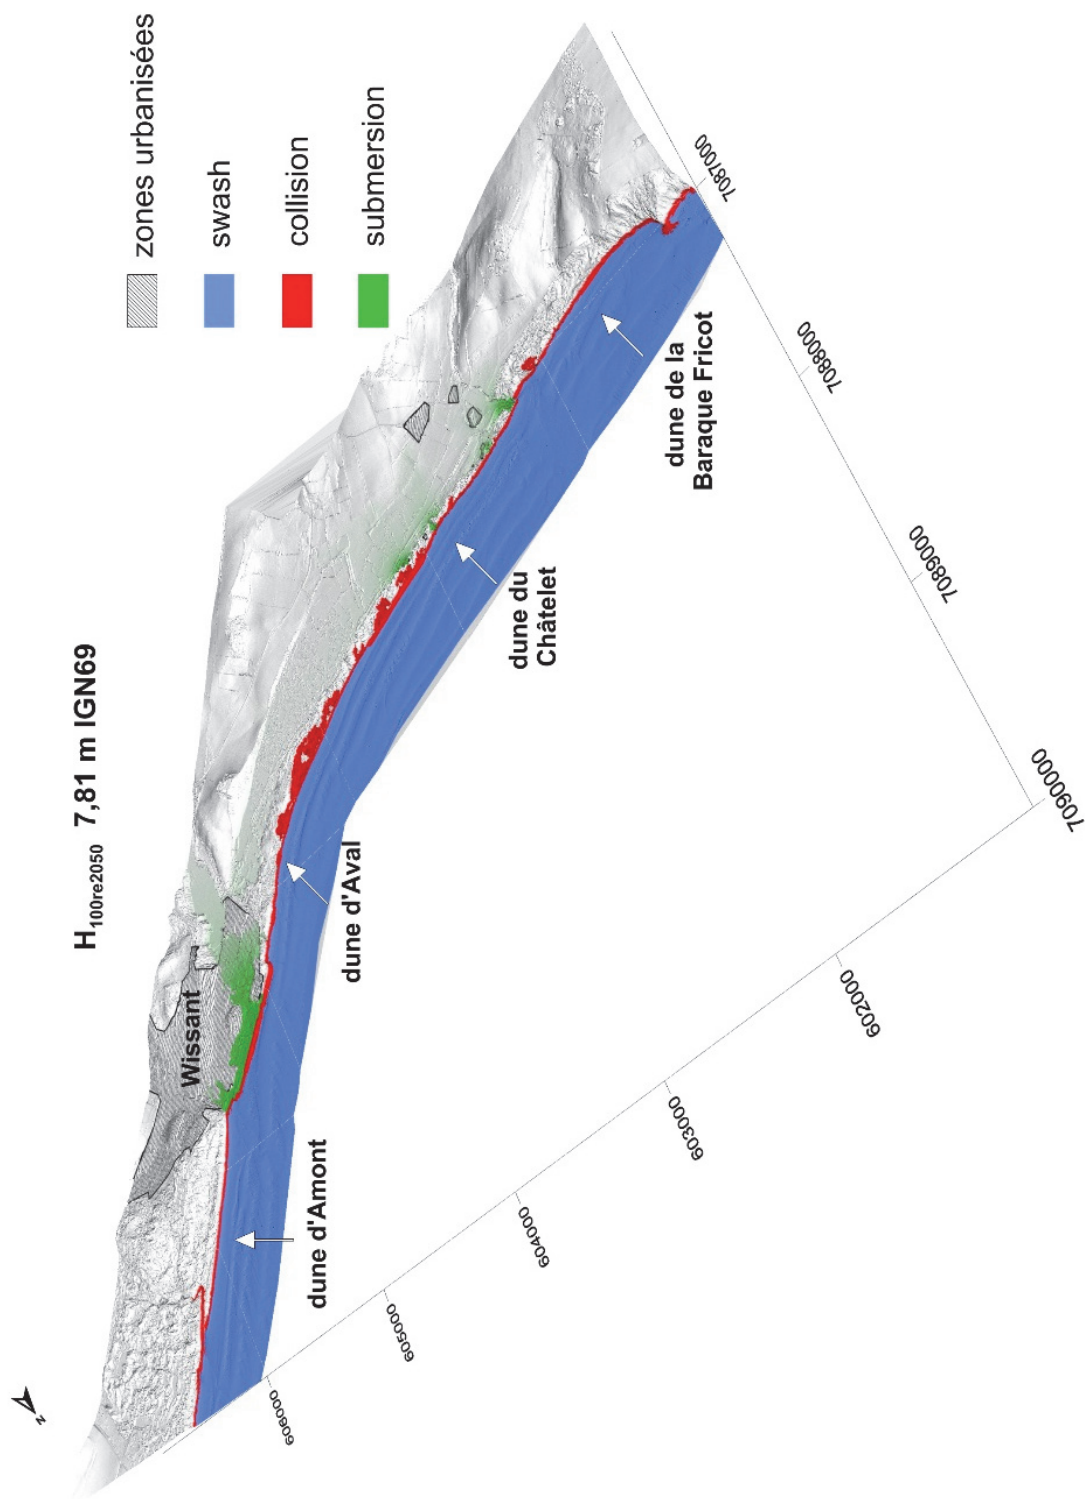 H100re2050 7,81 m IGN69
zones urbanisées
swash
collision
submersion
Wissant
dune d'Amont
dune d'Aval
dune du
Châtelet
dune de la
Baraque Fricot
N
606000
605000
604000
603000
602000
7090000
7089000
7088000
7087000